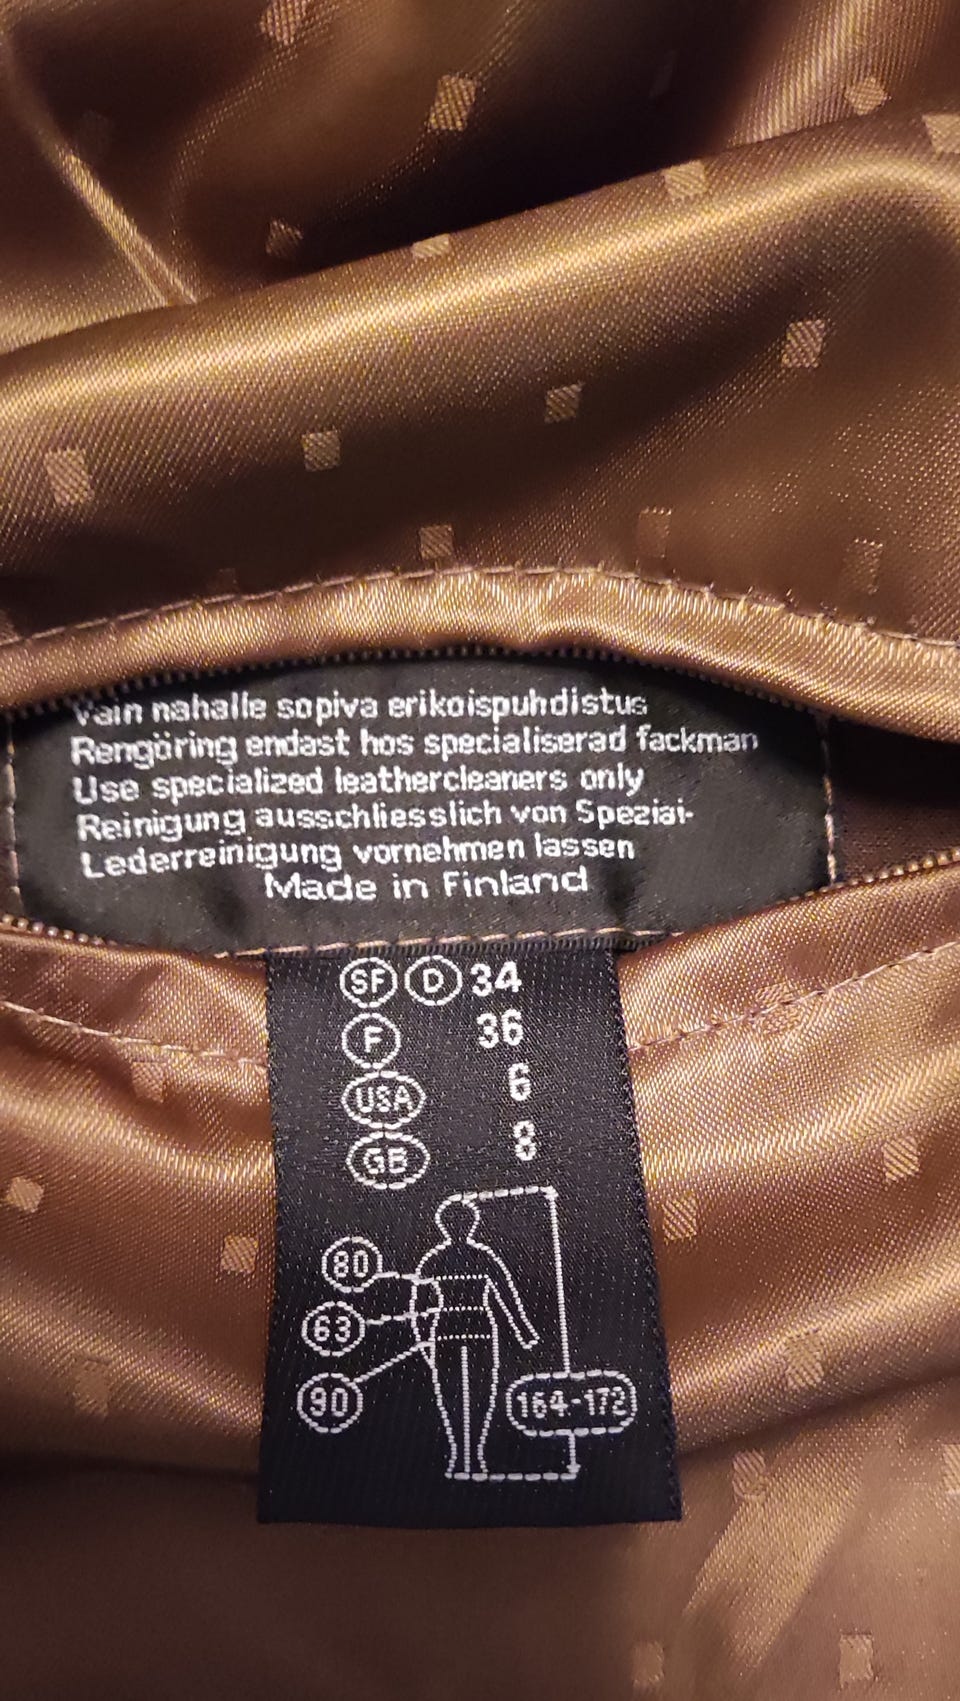 Vain nahalle sopiva erikoispuhdistus
Rengöring endast hos specialiserad fackman
Use specialized leathercleaners only
Reinigung ausschliesslich von Spezial-
Lederreinigung vornehmen lassen
Made in Finland
SF D 34
F 36
USA 6
GB 8
80
63
90
164-172